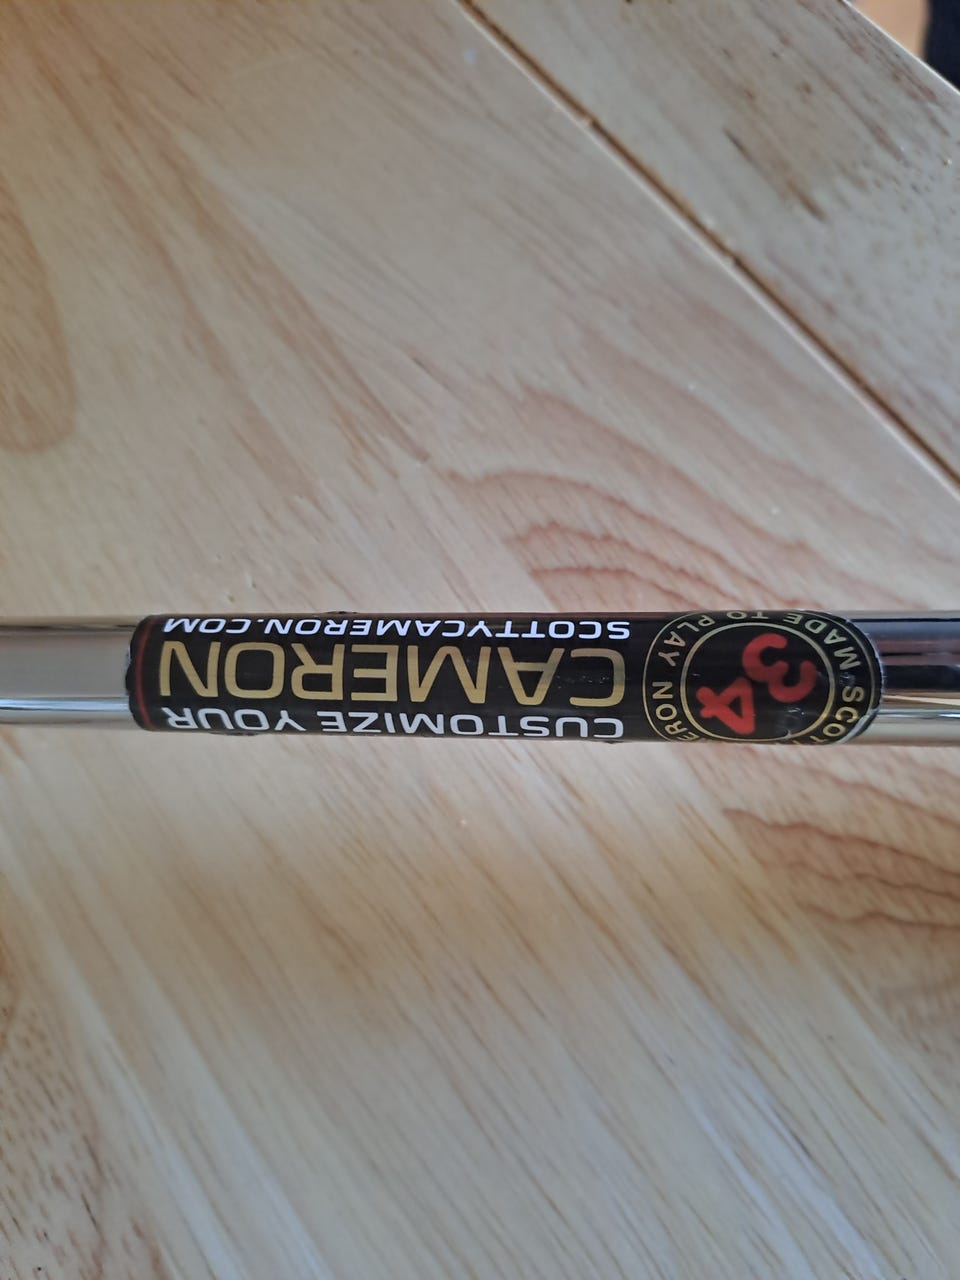 CUSTOMIZE YOUR
CAMERON
SCOTTYCAMERON.COM
34
MADE TO PLAY